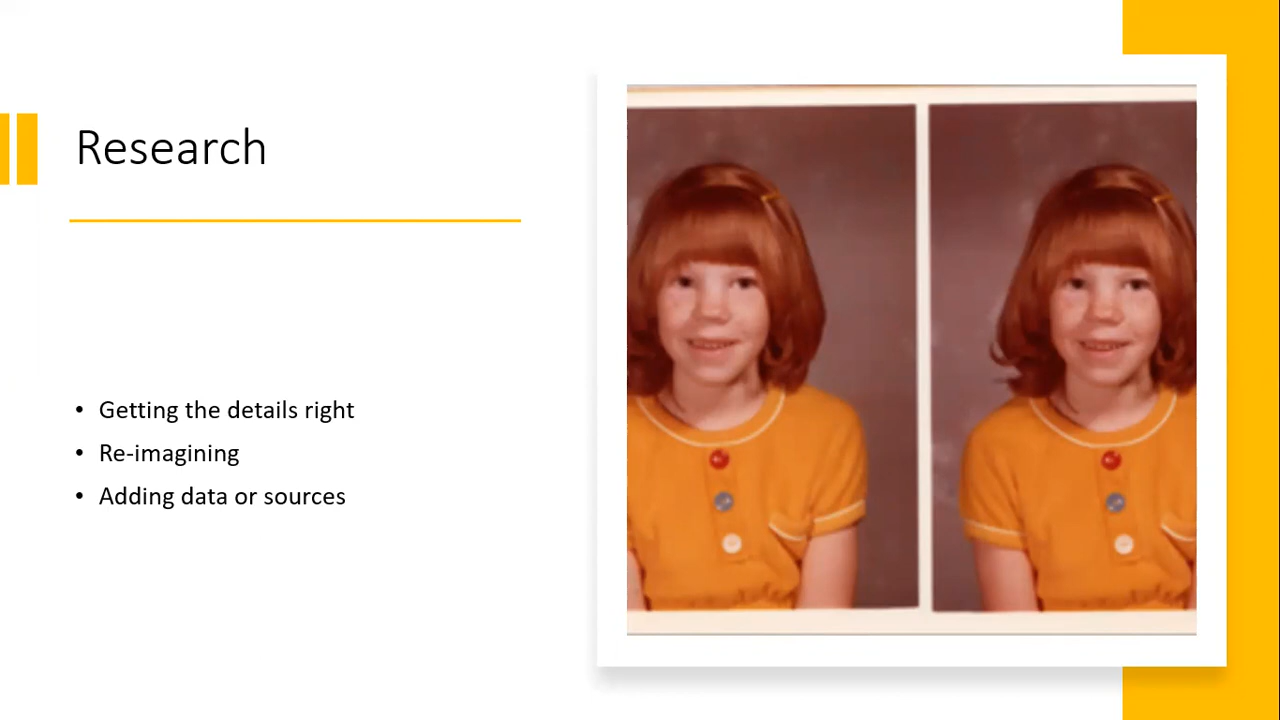 Research
• Getting the details right
• Re-imagining
• Adding data or sources